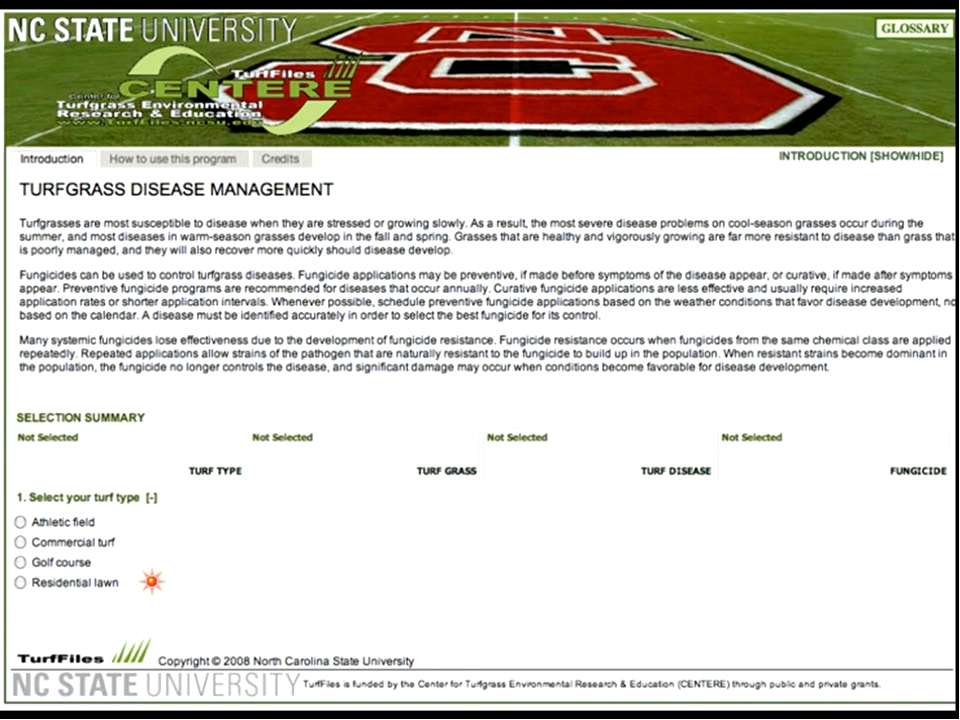 NC STATE UNIVERSITY
GLOSSARY
TurfFiles
Center for
CENTERE
Turfgrass Environmental
Research & Education
www.TurfFiles.ncsu.edu
Introduction
How to use this program
Credits
INTRODUCTION [SHOW/HIDE]
TURFGRASS DISEASE MANAGEMENT
Turfgrasses are most susceptible to disease when they are stressed or growing slowly. As a result, the most severe disease problems on cool-season grasses occur during the
summer, and most diseases in warm-season grasses develop in the fall and spring. Grasses that are healthy and vigorously growing are far more resistant to disease than grass that
is poorly managed, and they will also recover more quickly should disease develop.
Fungicides can be used to control turfgrass diseases. Fungicide applications may be preventive, if made before symptoms of the disease appear, or curative, if made after symptoms
appear. Preventive fungicide programs are recommended for diseases that occur annually. Curative fungicide applications are less effective and usually require increased
application rates or shorter application intervals. Whenever possible, schedule preventive fungicide applications based on the weather conditions that favor disease development, no
based on the calendar. A disease must be identified accurately in order to select the best fungicide for its control.
Many systemic fungicides lose effectiveness due to the development of fungicide resistance. Fungicide resistance occurs when fungicides from the same chemical class are applied
repeatedly. Repeated applications allow strains of the pathogen that are naturally resistant to the fungicide to build up in the population. When resistant strains become dominant in
the population, the fungicide no longer controls the disease, and significant damage may occur when conditions become favorable for disease development.
SELECTION SUMMARY
Not Selected
Not Selected
Not Selected
Not Selected
TURF TYPE
TURF GRASS
TURF DISEASE
FUNGICIDE
1. Select your turf type [-]
Athletic field
Commercial turf
Golf course
Residential lawn
TurfFiles
Copyright © 2008 North Carolina State University
NC STATE UNIVERSITY
TurfFiles is funded by the Center for Turfgrass Environmental Research & Education (CENTERE) through public and private grants.